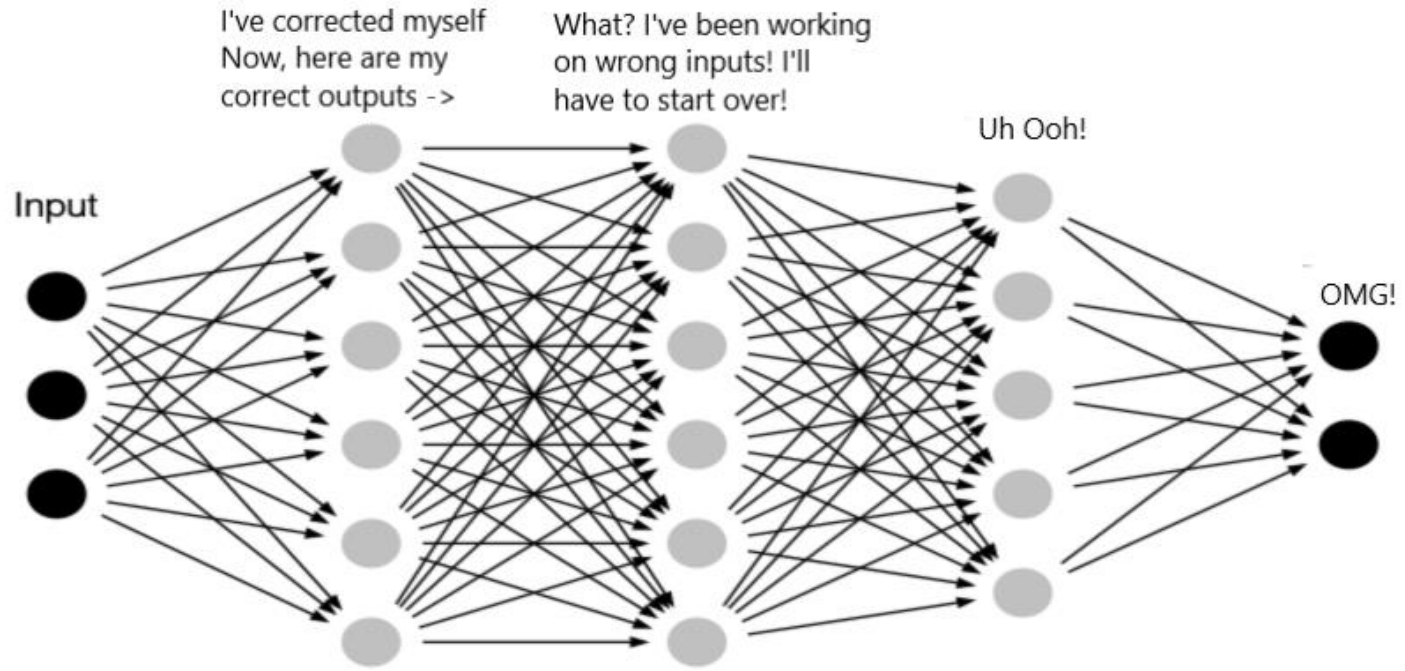 I've corrected myself
Now, here are my
correct outputs ->
What? I've been working
on wrong inputs! I'll
have to start over!
Uh Ooh!
Input
OMG!